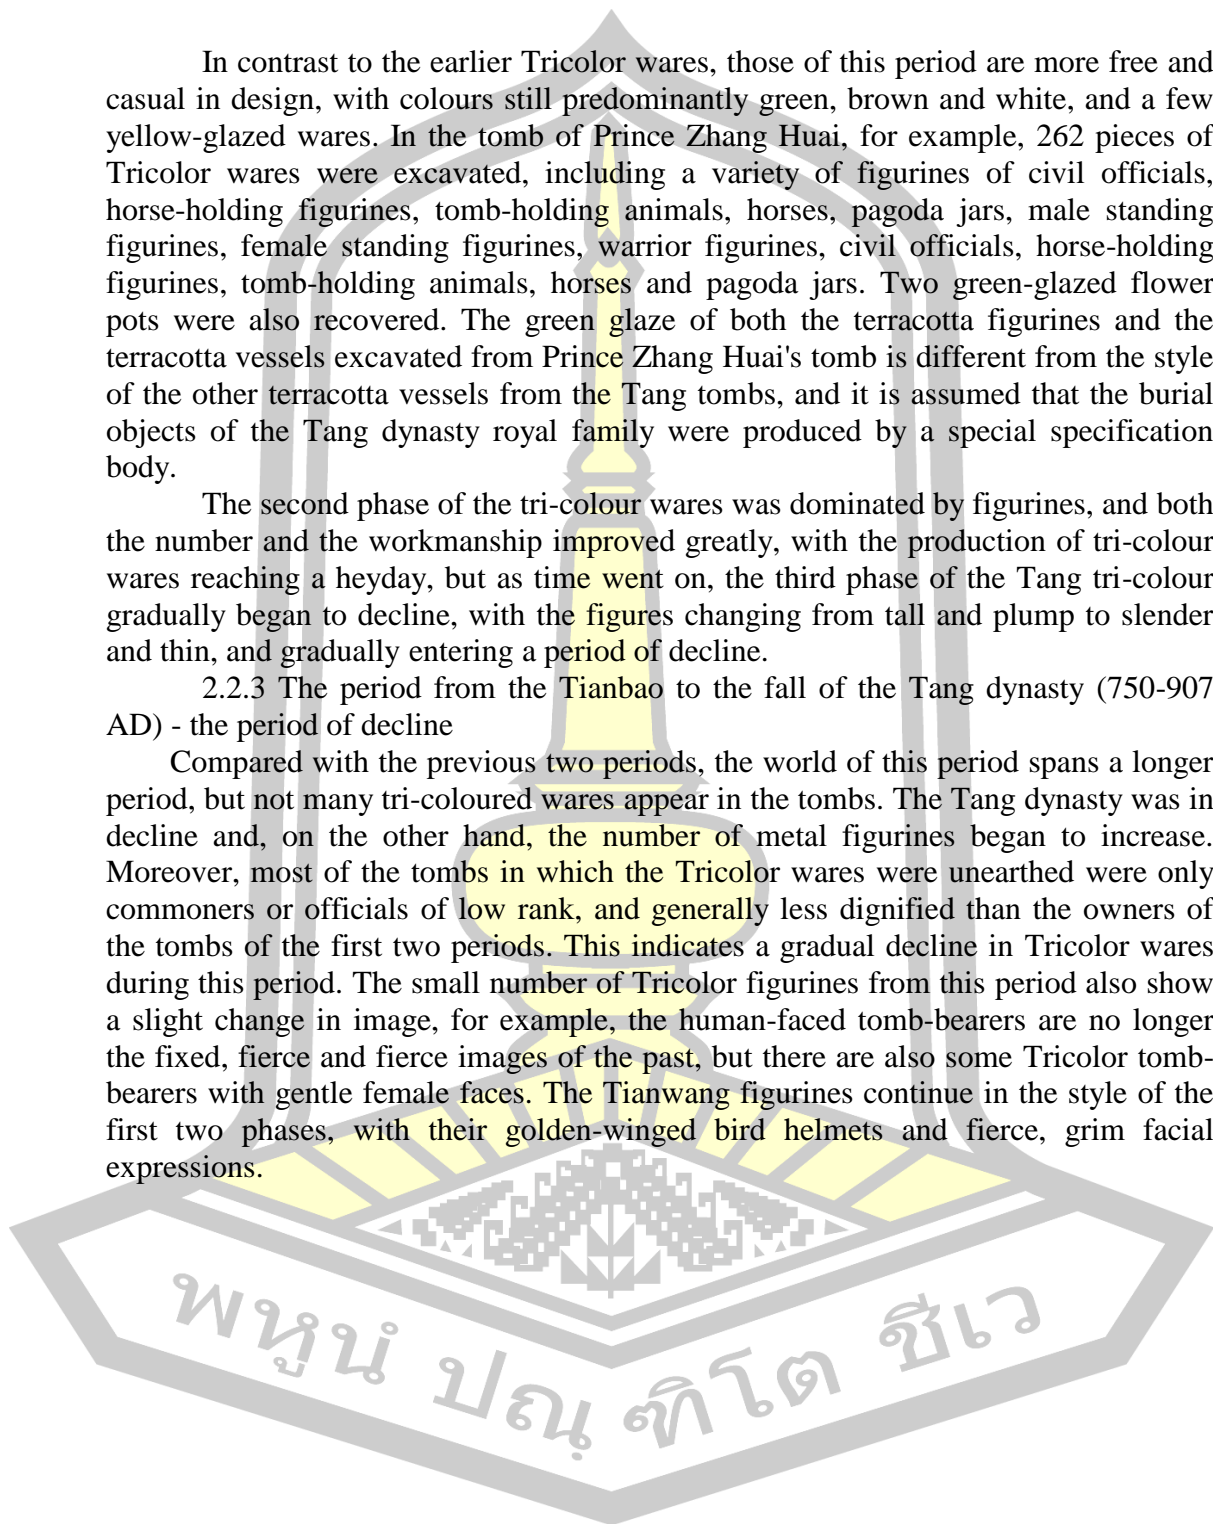 In contrast to the earlier Tricolor wares, those of this period are more free and
casual in design, with colours still predominantly green, brown and white, and a few
yellow-glazed wares. In the tomb of Prince Zhang Huai, for example, 262 pieces of
Tricolor wares were excavated, including a variety of figurines of civil officials,
horse-holding figurines, tomb-holding animals, horses, pagoda jars, male standing
figurines, female standing figurines, warrior figurines, civil officials, horse-holding
figurines, tomb-holding animals, horses and pagoda jars. Two green-glazed flower
pots were also recovered. The green glaze of both the terracotta figurines and the
terracotta vessels excavated from Prince Zhang Huai's tomb is different from the style
of the other terracotta vessels from the Tang tombs, and it is assumed that the burial
objects of the Tang dynasty royal family were produced by a special specification
body.
The second phase of the tri-colour wares was dominated by figurines, and both
the number and the workmanship improved greatly, with the production of tri-colour
wares reaching a heyday, but as time went on, the third phase of the Tang tri-colour
gradually began to decline, with the figures changing from tall and plump to slender
and thin, and gradually entering a period of decline.
2.2.3 The period from the Tianbao to the fall of the Tang dynasty (750-907
AD) - the period of decline
Compared with the previous two periods, the world of this period spans a longer
period, but not many tri-coloured wares appear in the tombs. The Tang dynasty was in
decline and, on the other hand, the number of metal figurines began to increase.
Moreover, most of the tombs in which the Tricolor wares were unearthed were only
commoners or officials of low rank, and generally less dignified than the owners of
the tombs of the first two periods. This indicates a gradual decline in Tricolor wares
during this period. The small number of Tricolor figurines from this period also show
a slight change in image, for example, the human-faced tomb-bearers are no longer
the fixed, fierce and fierce images of the past, but there are also some Tricolor tomb-
bearers with gentle female faces. The Tianwang figurines continue in the style of the
first two phases, with their golden-winged bird helmets and fierce, grim facial
expressions.
พหูนํ ปณฺฑิโต ชีเว